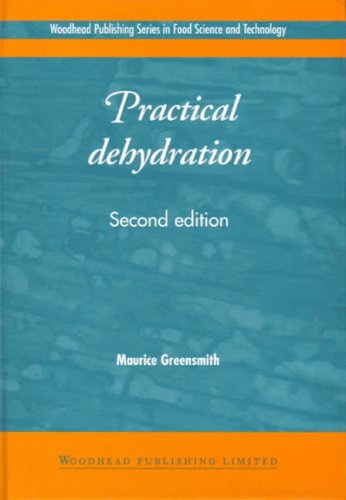 Woodhead Publishing Series in Food Science and Technology
Practical
dehydration
Second edition
Maurice Greensmith
WOODHEAD PUBLISHING LIMITED